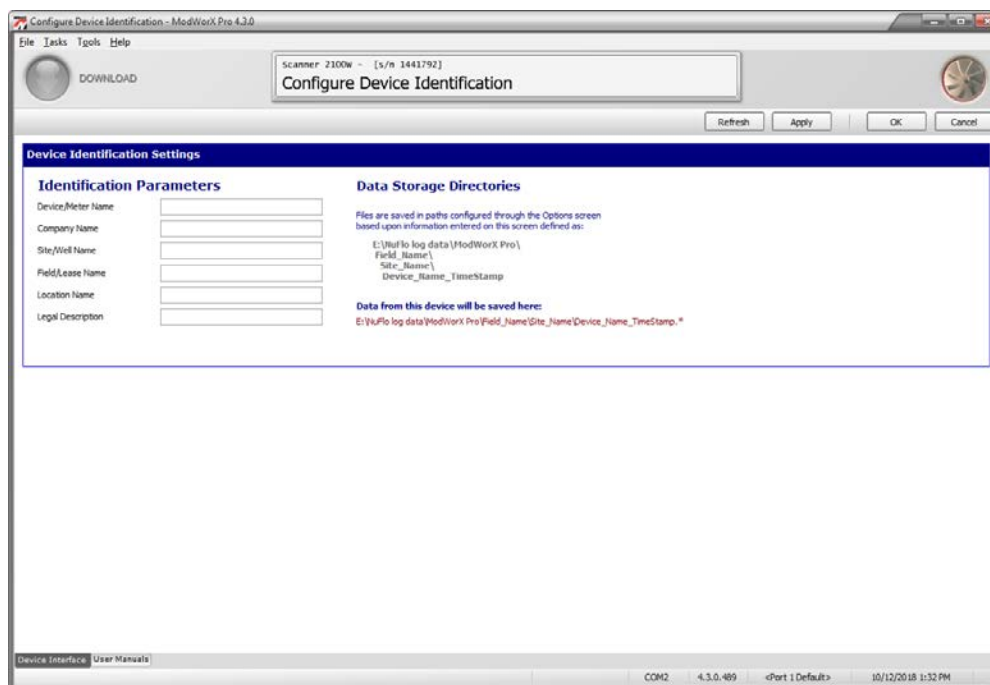 Configure Device Identification - ModWorX Pro 4.3.0
File Tasks Tools Help
DOWNLOAD
Scanner 2100W - [s/n 1441792]
Configure Device Identification
Refresh Apply OK Cancel
Device Identification Settings
Identification Parameters
Device/Meter Name
Company Name
Site/Well Name
Field/Lease Name
Location Name
Legal Description
Data Storage Directories
Files are saved in paths configured through the Options screen
based upon information entered on this screen defined as:
E:\NuFlo log data\ModWorX Pro\
Field_Name\
Site_Name\
Device_Name_TimeStamp
Data from this device will be saved here:
E:\NuFlo log data\ModWorX Pro\Field_Name\Site_Name\Device_Name_TimeStamp.*
Device Interface User Manuals
COM2 4.3.0.489 <Port 1 Default> 10/12/2018 1:32 PM